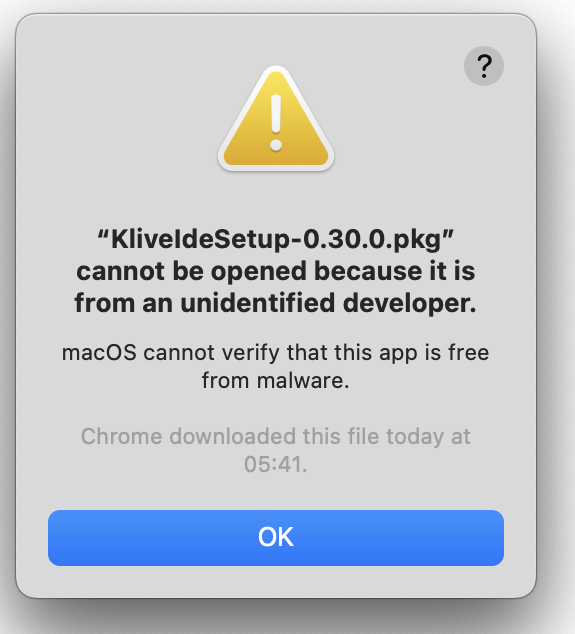 ?
“KliveIdeSetup-0.30.0.pkg”
cannot be opened because it is
from an unidentified developer.
macOS cannot verify that this app is free
from malware.
Chrome downloaded this file today at
05:41.
OK